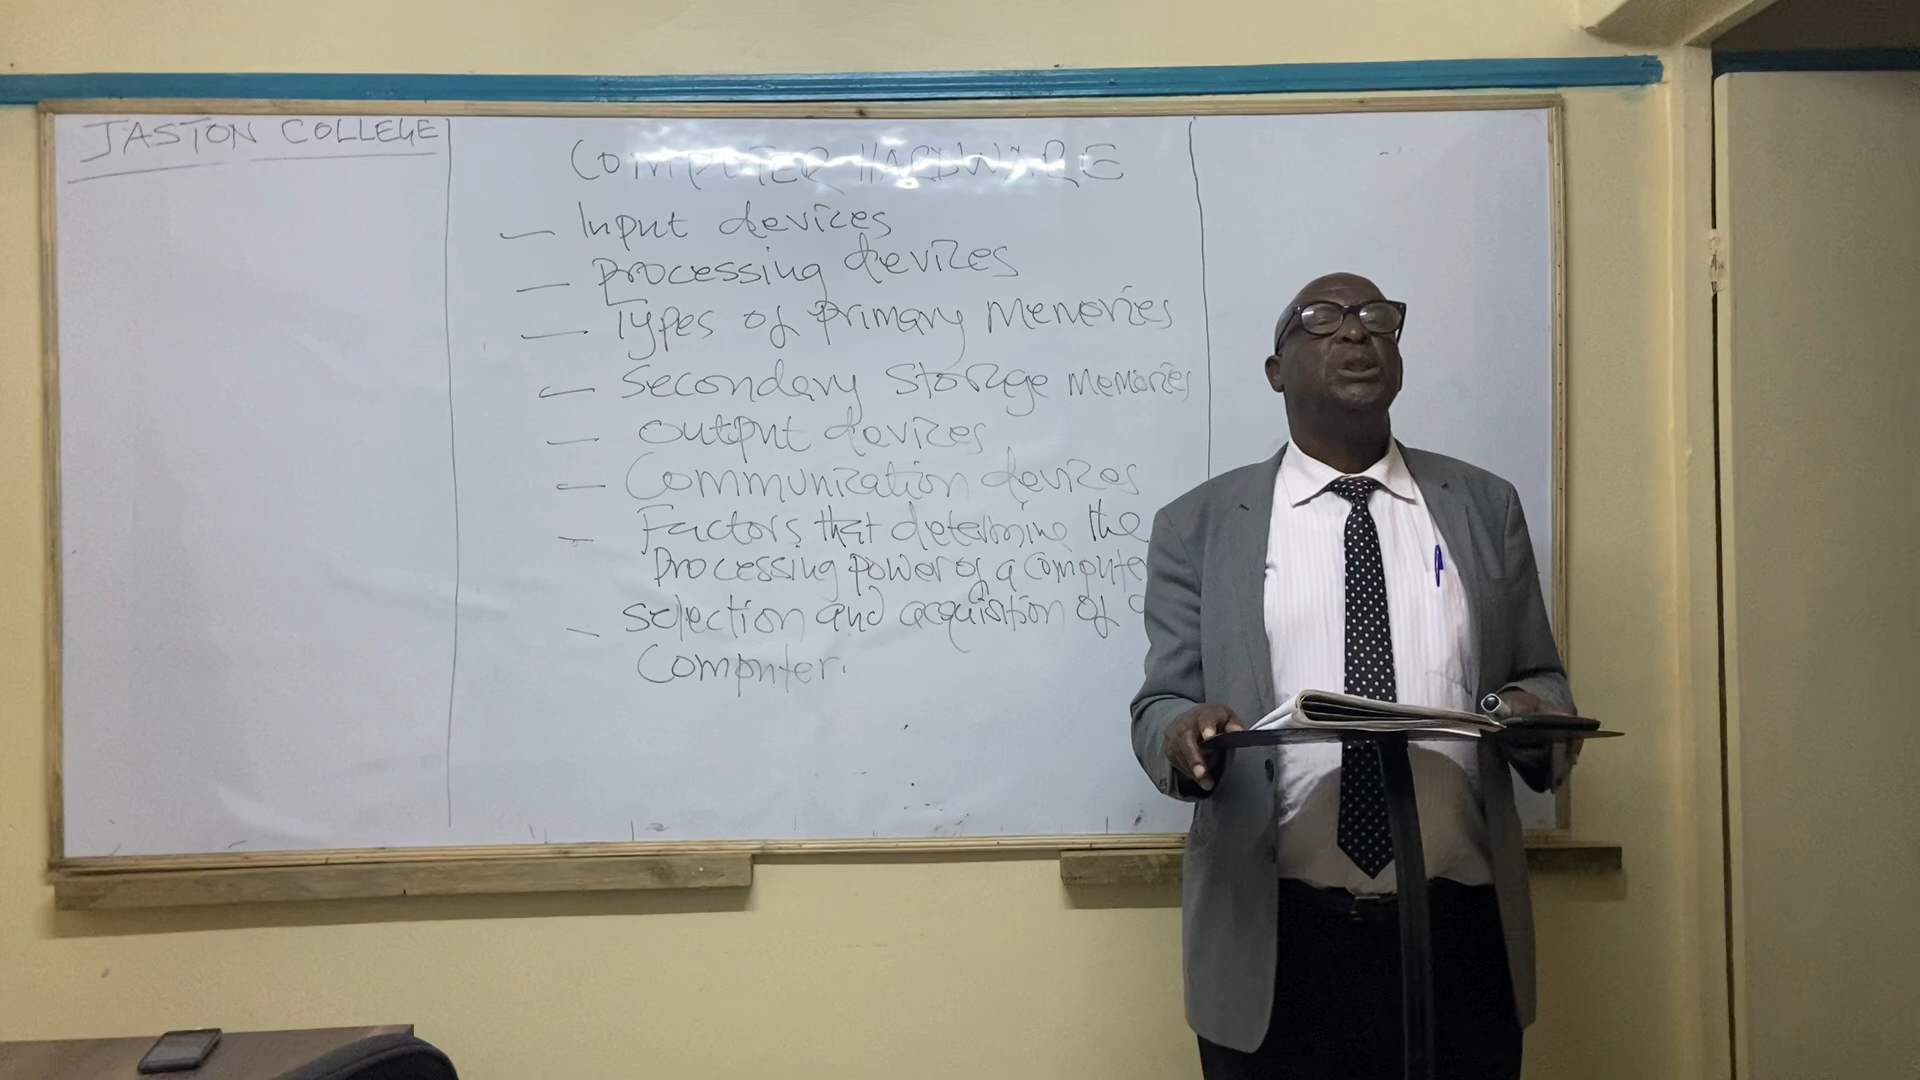 JASTON COLLEGE
COMPUTER HARDWARE
— Input devices
— Processing devices
— Types of Primary Memories
— Secondary Storage Memories
— Output devices
— Communication devices
— Factors that determine the
Processing power of a compute
— Selection and acquisition of a
Computer.